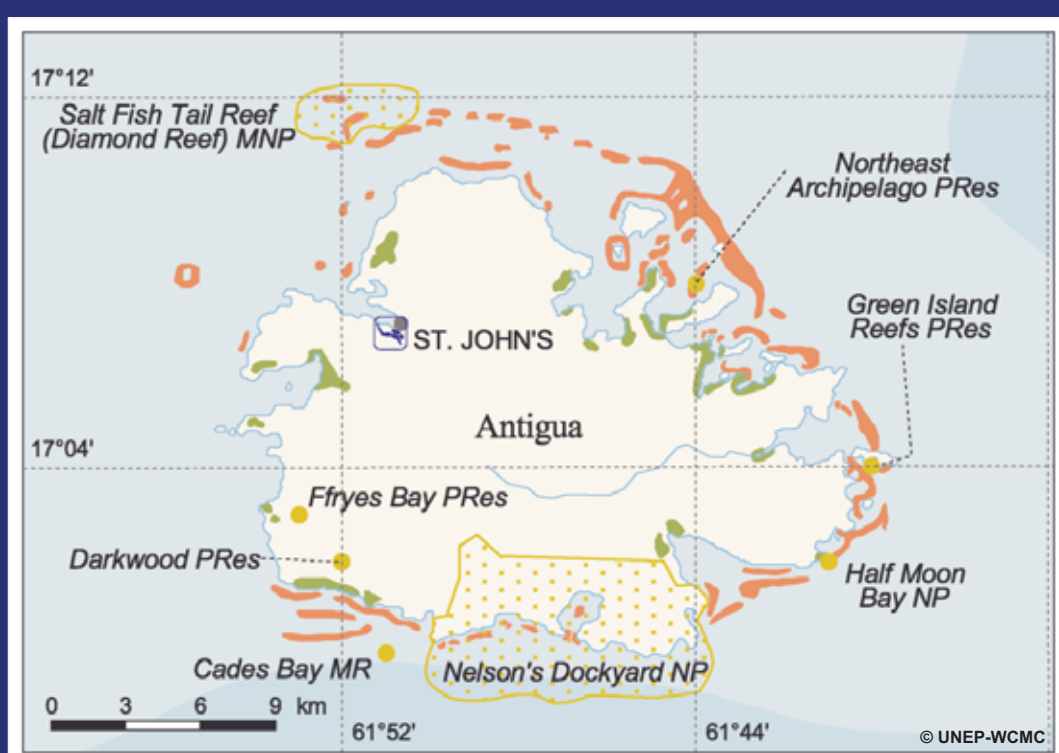 17°12'
Salt Fish Tail Reef
(Diamond Reef) MNP
Northeast
Archipelago PRes
Green Island
Reefs PRes
ST. JOHN'S
Antigua
17°04'
Ffryes Bay PRes
Darkwood PRes
Half Moon
Bay NP
Cades Bay MR
Nelson's Dockyard NP
0 3 6 9 km
61°52'
61°44'
© UNEP-WCMC